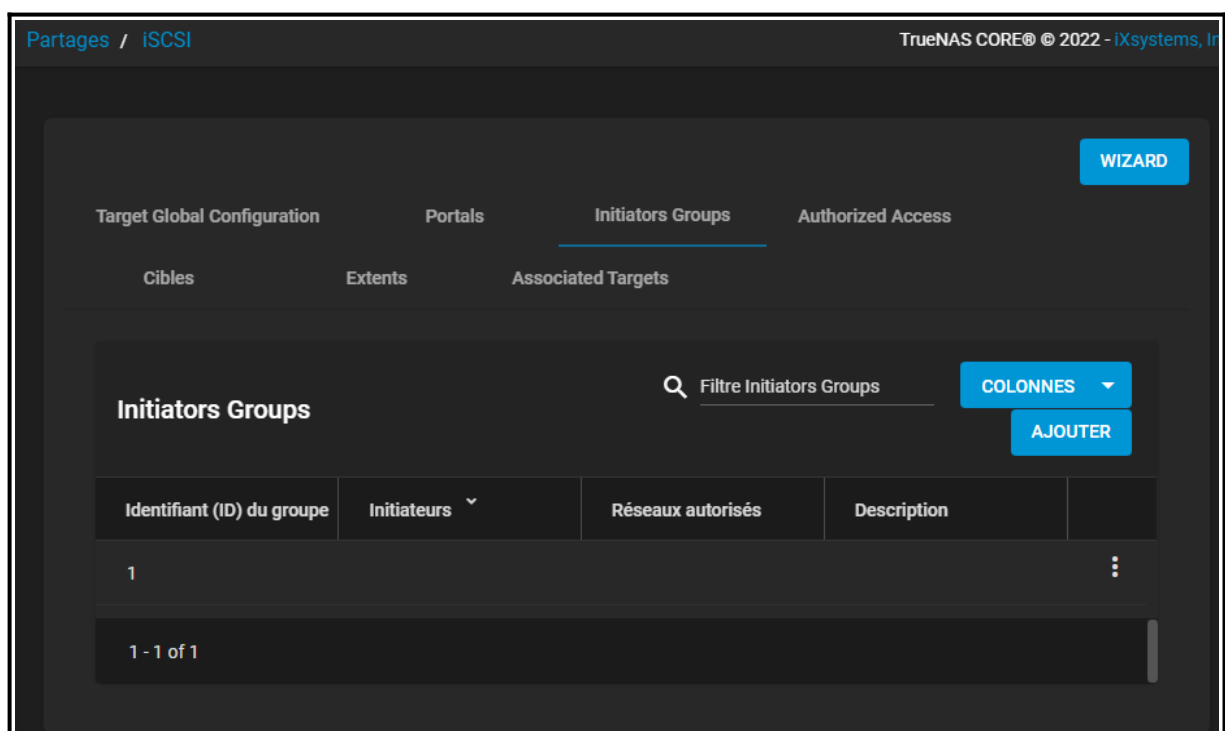 Partages / iSCSI
TrueNAS CORE® © 2022 - iXsystems, In
WIZARD
Target Global Configuration Portals Initiators Groups Authorized Access
Cibles Extents Associated Targets
Initiators Groups
Filtre Initiators Groups
COLONNES
AJOUTER
Identifiant (ID) du groupe Initiateurs Réseaux autorisés Description
1
1 - 1 of 1